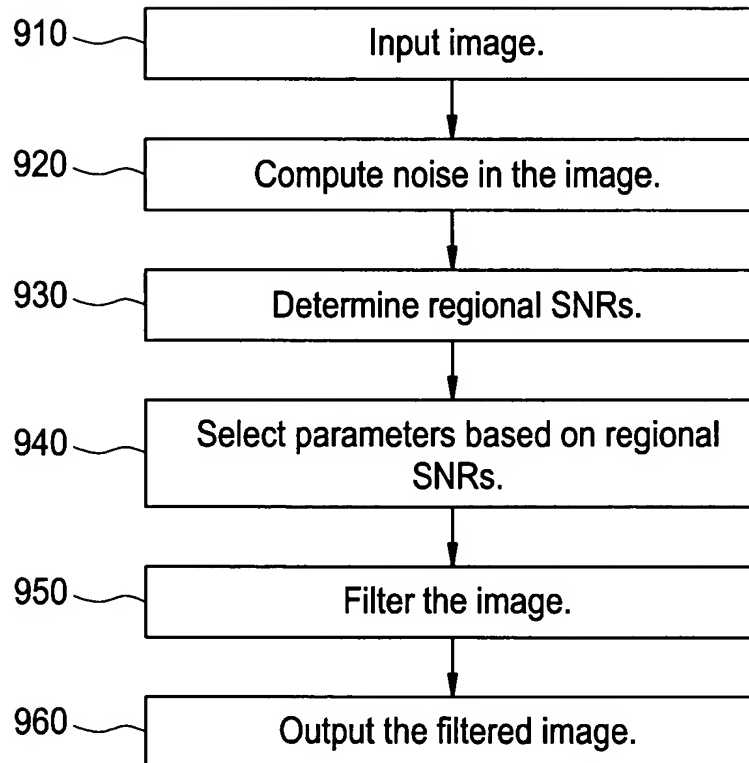 910
Input image.
920
Compute noise in the image.
930
Determine regional SNRs.
940
Select parameters based on regional
SNRs.
950
Filter the image.
960
Output the filtered image.